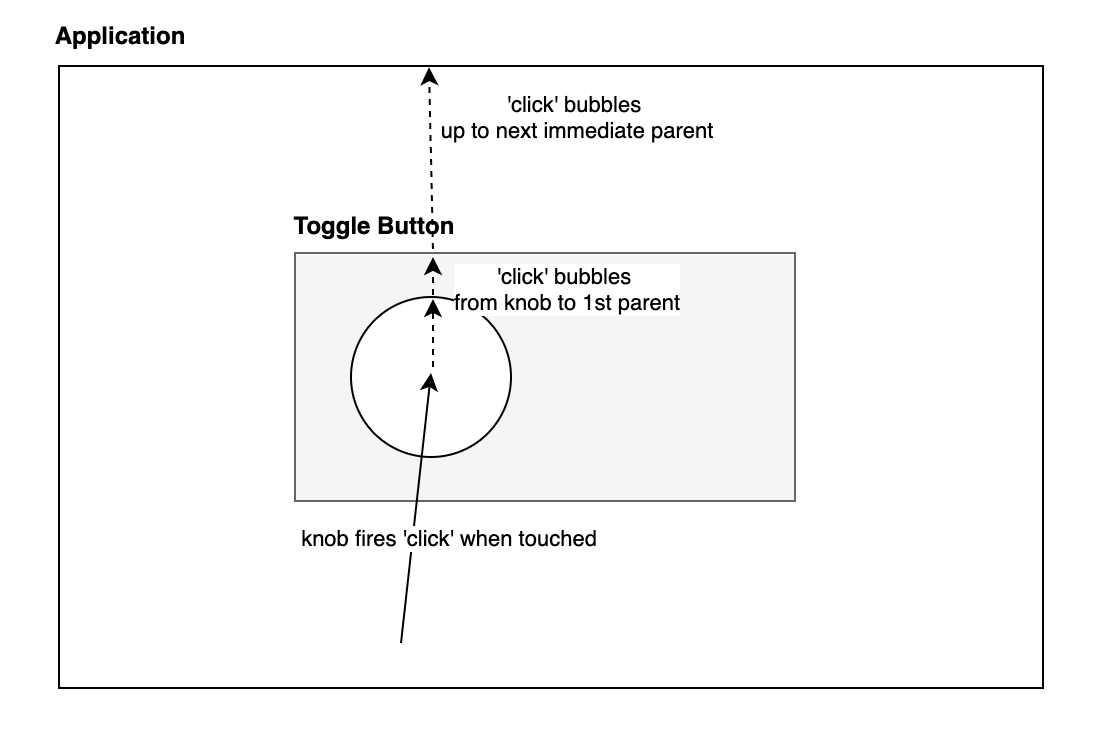 Application
'click' bubbles
up to next immediate parent
Toggle Button
'click' bubbles
from knob to 1st parent
knob fires 'click' when touched